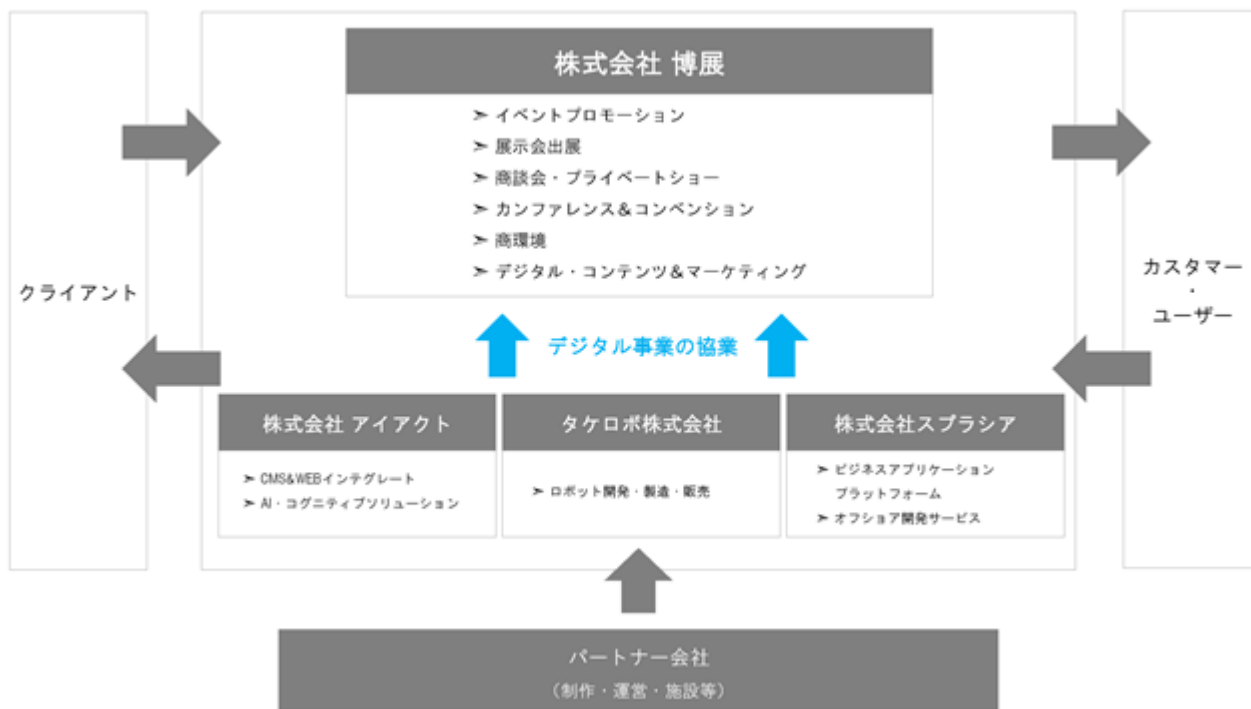 株式会社 博展
➣ イベントプロモーション
➣ 展示会出展
➣ 商談会・プライベートショー
➣ カンファレンス＆コンベンション
➣ 商環境
➣ デジタル・コンテンツ＆マーケティング
クライアント
カスタマー
・
ユーザー
デジタル事業の協業
株式会社 アイアクト
➣ CMS&WEBインテグレート
➣ AI・コグニティブソリューション
タケロボ株式会社
➣ ロボット開発・製造・販売
株式会社スプラシア
➣ ビジネスアプリケーション
プラットフォーム
➣ オフショア開発サービス
パートナー会社
（制作・運営・施設等）